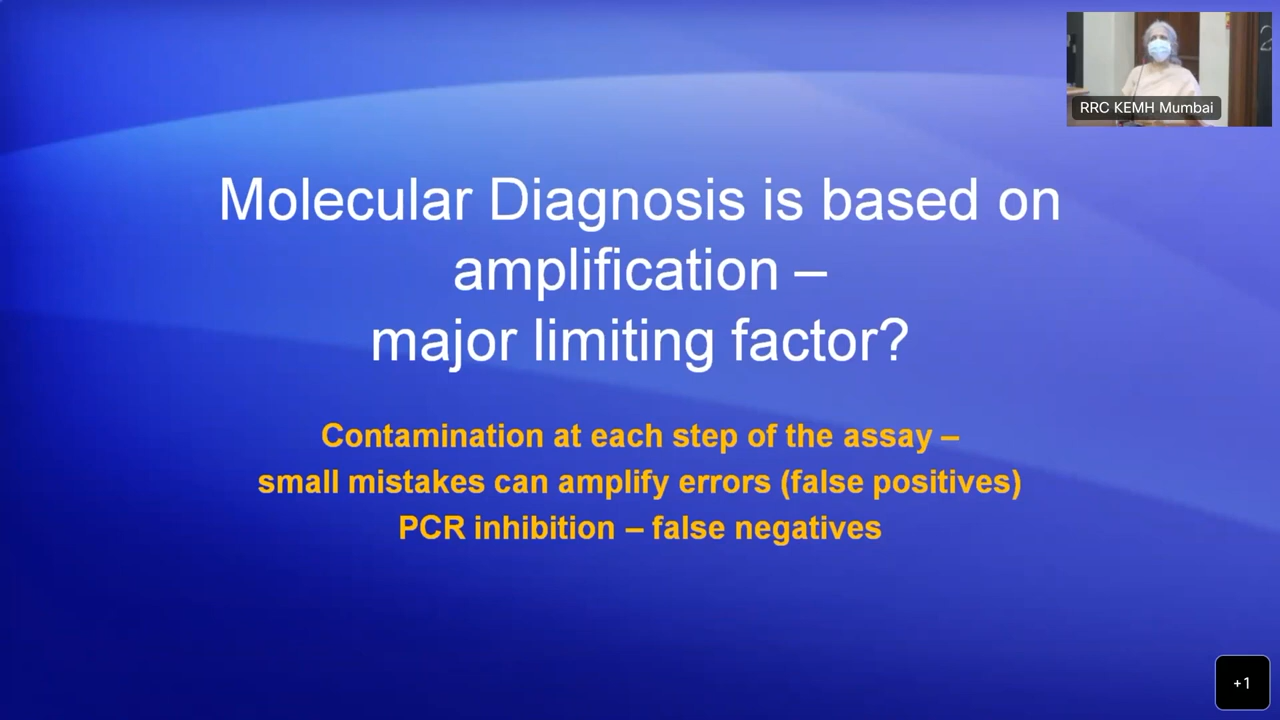 RRC KEMH Mumbai
Molecular Diagnosis is based on
amplification –
major limiting factor?
Contamination at each step of the assay –
small mistakes can amplify errors (false positives)
PCR inhibition – false negatives
+1